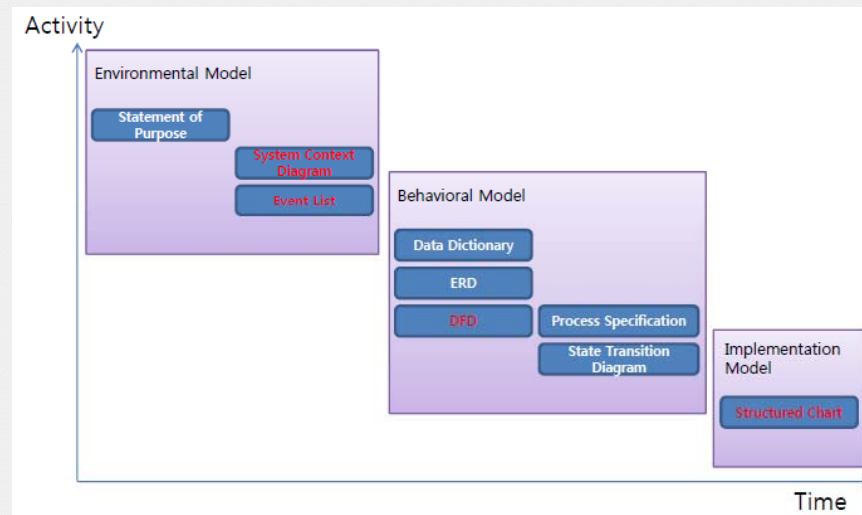 Activity
Environmental Model
Statement of
Purpose
System Context
Diagram
Event List
Behavioral Model
Data Dictionary
ERD
DFD
Process Specification
State Transition
Diagram
Implementation
Model
Structured Chart
Time